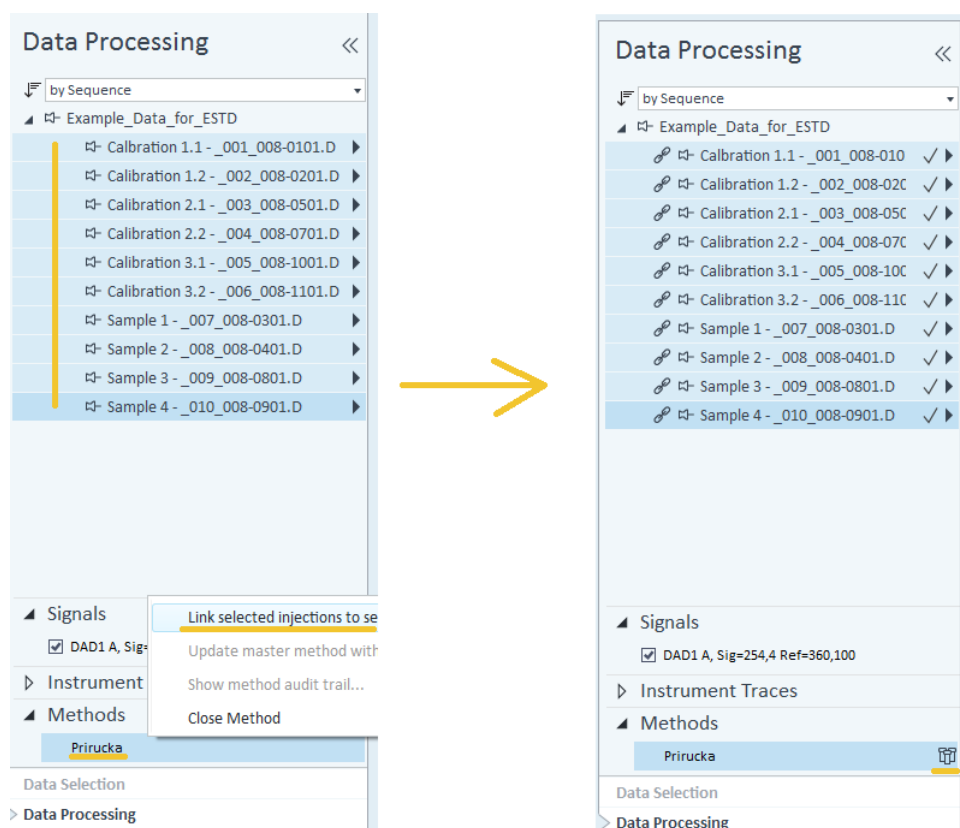 Data Processing
by Sequence
Example_Data_for_ESTD
Calbration 1.1 - _001_008-0101.D
Calibration 1.2 - _002_008-0201.D
Calibration 2.1 - _003_008-0501.D
Calibration 2.2 - _004_008-0701.D
Calibration 3.1 - _005_008-1001.D
Calibration 3.2 - _006_008-1101.D
Sample 1 - _007_008-0301.D
Sample 2 - _008_008-0401.D
Sample 3 - _009_008-0801.D
Sample 4 - _010_008-0901.D
Signals
DAD1 A, Sig=
Instrument
Methods
Prirucka
Link selected injections to se
Update master method with
Show method audit trail...
Close Method
Data Selection
Data Processing
Data Processing
by Sequence
Example_Data_for_ESTD
Calbration 1.1 - _001_008-010
Calibration 1.2 - _002_008-020
Calibration 2.1 - _003_008-050
Calibration 2.2 - _004_008-070
Calibration 3.1 - _005_008-100
Calibration 3.2 - _006_008-110
Sample 1 - _007_008-0301.D
Sample 2 - _008_008-0401.D
Sample 3 - _009_008-0801.D
Sample 4 - _010_008-0901.D
Signals
DAD1 A, Sig=254,4 Ref=360,100
Instrument Traces
Methods
Prirucka
Data Selection
Data Processing